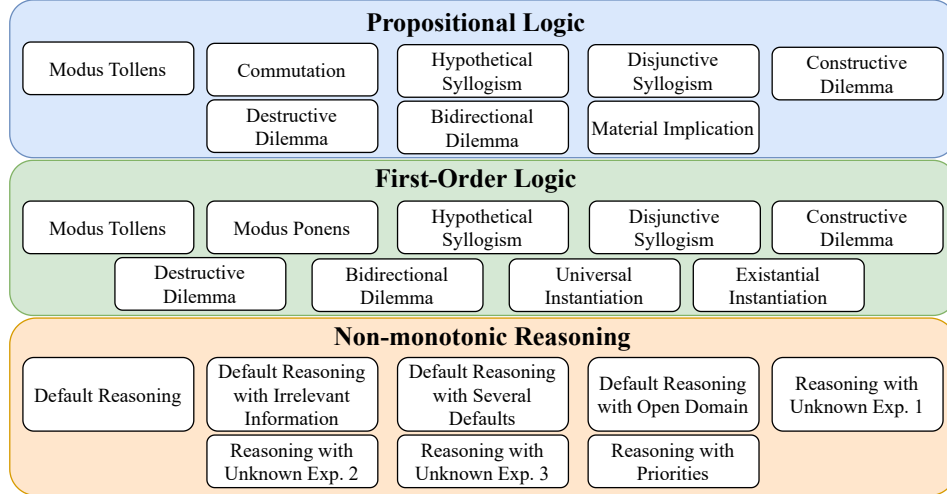 Propositional Logic
Modus Tollens
Commutation
Hypothetical
Syllogism
Disjunctive
Syllogism
Constructive
Dilemma
Destructive
Dilemma
Bidirectional
Dilemma
Material Implication
First-Order Logic
Modus Tollens
Modus Ponens
Hypothetical
Syllogism
Disjunctive
Syllogism
Constructive
Dilemma
Destructive
Dilemma
Bidirectional
Dilemma
Universal
Instantiation
Existantial
Instantiation
Non-monotonic Reasoning
Default Reasoning
Default Reasoning
with Irrelevant
Information
Default Reasoning
with Several
Defaults
Default Reasoning
with Open Domain
Reasoning with
Unknown Exp. 1
Reasoning with
Unknown Exp. 2
Reasoning with
Unknown Exp. 3
Reasoning with
Priorities